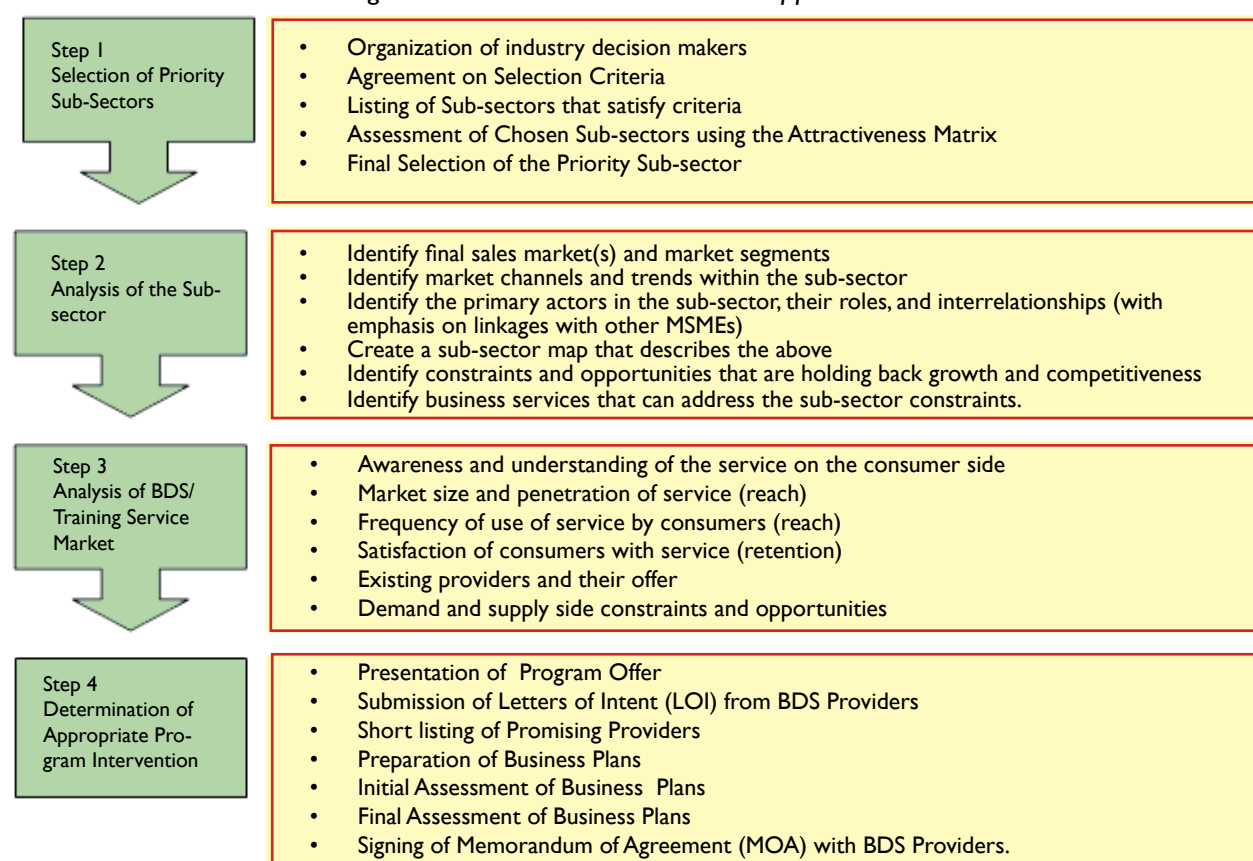 Step 1
Selection of Priority
Sub-Sectors
• Organization of industry decision makers
• Agreement on Selection Criteria
• Listing of Sub-sectors that satisfy criteria
• Assessment of Chosen Sub-sectors using the Attractiveness Matrix
• Final Selection of the Priority Sub-sector
Step 2
Analysis of the Sub-
sector
• Identify final sales market(s) and market segments
• Identify market channels and trends within the sub-sector
• Identify the primary actors in the sub-sector, their roles, and interrelationships (with
emphasis on linkages with other MSMEs)
• Create a sub-sector map that describes the above
• Identify constraints and opportunities that are holding back growth and competitiveness
• Identify business services that can address the sub-sector constraints.
Step 3
Analysis of BDS/
Training Service
Market
• Awareness and understanding of the service on the consumer side
• Market size and penetration of service (reach)
• Frequency of use of service by consumers (reach)
• Satisfaction of consumers with service (retention)
• Existing providers and their offer
• Demand and supply side constraints and opportunities
Step 4
Determination of
Appropriate Pro-
gram Intervention
• Presentation of Program Offer
• Submission of Letters of Intent (LOI) from BDS Providers
• Short listing of Promising Providers
• Preparation of Business Plans
• Initial Assessment of Business Plans
• Final Assessment of Business Plans
• Signing of Memorandum of Agreement (MOA) with BDS Providers.